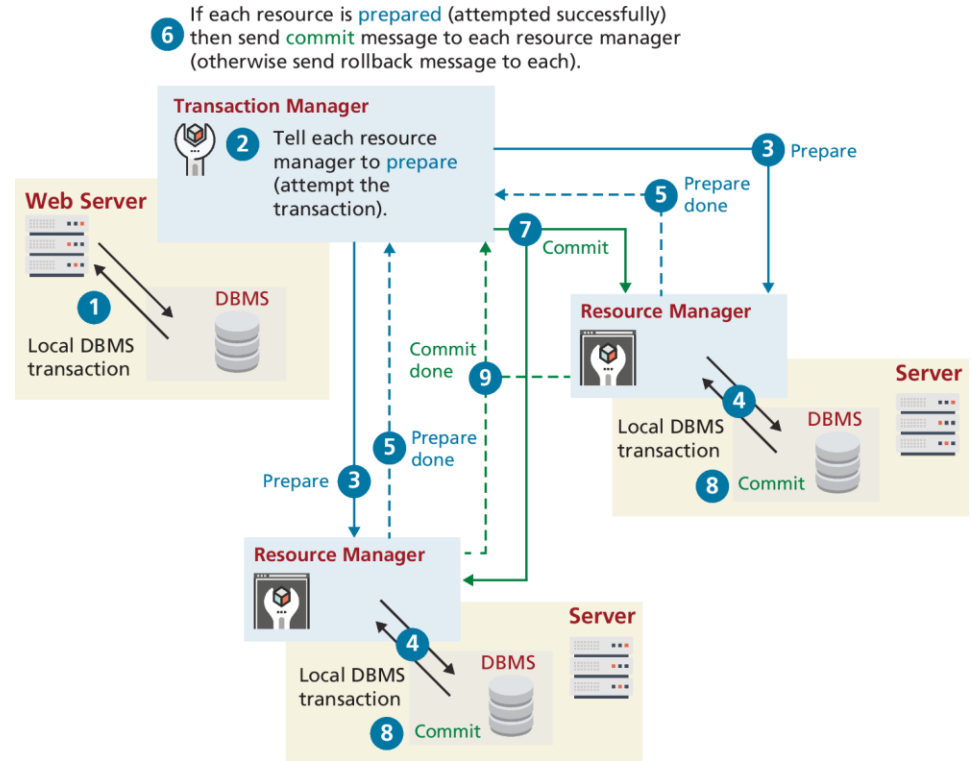 6
If each resource is prepared (attempted successfully)
then send commit message to each resource manager
(otherwise send rollback message to each).
Transaction Manager
2
Tell each resource
manager to prepare
(attempt the
transaction).
3
Prepare
5
Prepare
done
Web Server
7
Commit
1
DBMS
Local DBMS
transaction
Resource Manager
Commit
done
9
Server
4
DBMS
Local DBMS
transaction
8
Commit
5
Prepare
done
Prepare
3
Resource Manager
Server
4
DBMS
Local DBMS
transaction
8
Commit